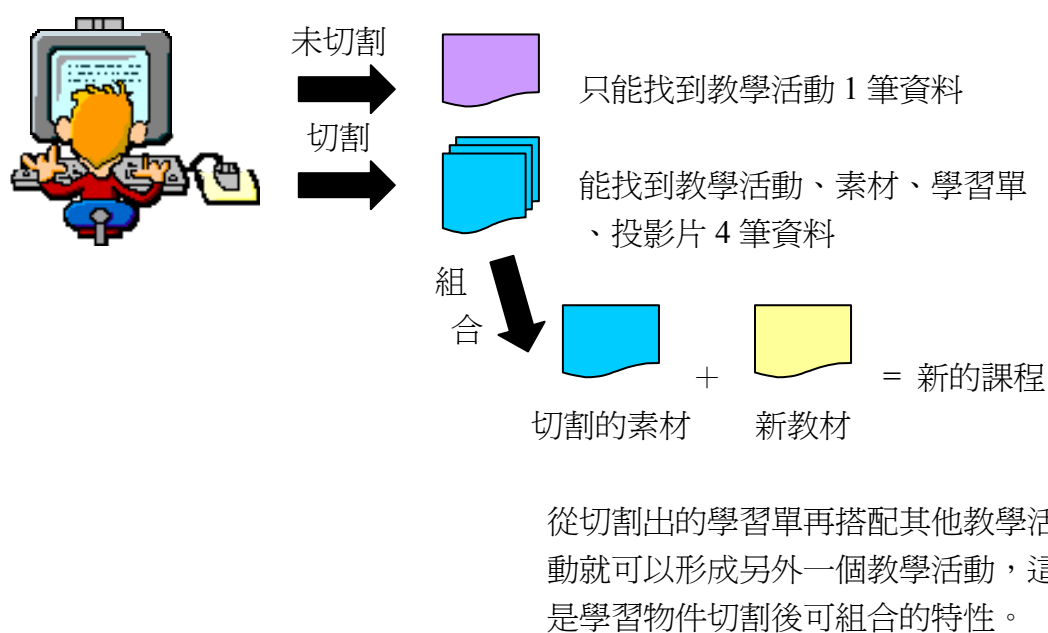 未切割
只能找到教學活動 1 筆資料
切割
能找到教學活動、素材、學習單
、投影片 4 筆資料
組
合
＋
= 新的課程
切割的素材
新教材
從切割出的學習單再搭配其他教學活
動就可以形成另外一個教學活動，這
是學習物件切割後可組合的特性。